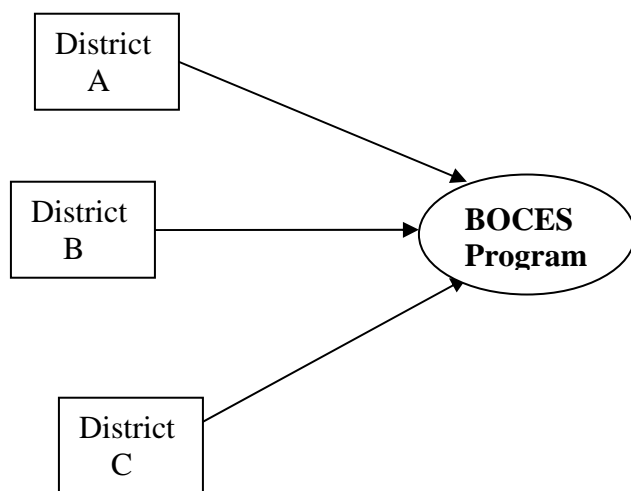 District
A
District
B
BOCES
Program
District
C